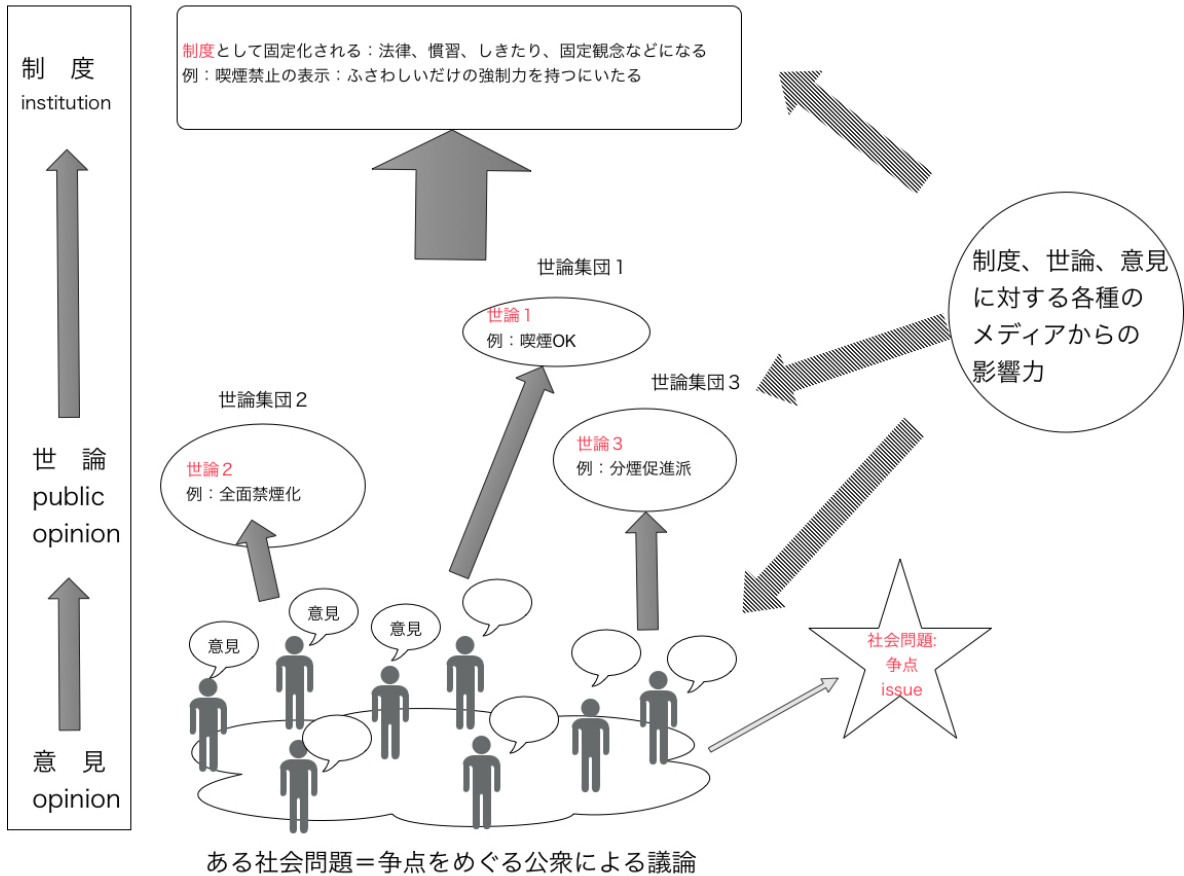 制　度
institution
世　論
public
opinion
意　見
opinion
制度として固定化される：法律、慣習、しきたり、固定観念などになる
例：喫煙禁止の表示：ふさわしいだけの強制力を持つにいたる
世論集団１
世論１
例：喫煙OK
世論集団２
世論２
例：全面禁煙化
世論集団３
世論３
例：分煙促進派
制度、世論、意見
に対する各種の
メディアからの
影響力
意見
意見
意見
社会問題:
争点
issue
ある社会問題＝争点をめぐる公衆による議論